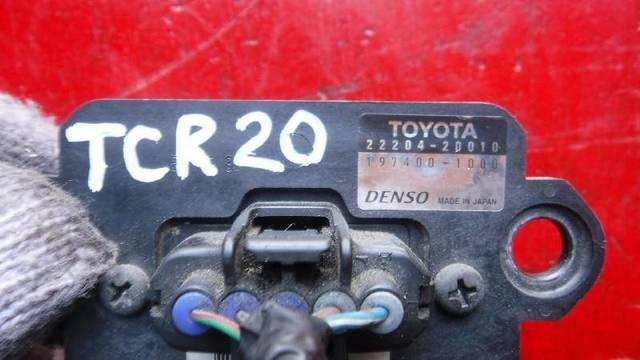 TCR20
TOYOTA
22204-20010
197400-1000
DENSO MADE IN JAPAN